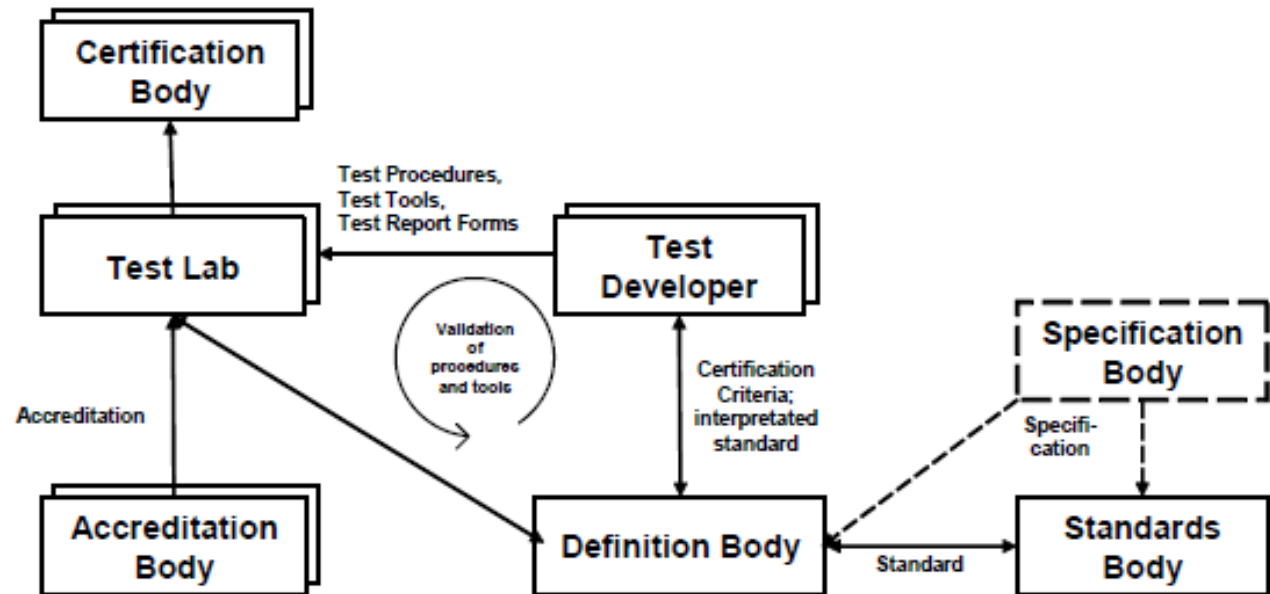 Certification
Body
Test Procedures,
Test Tools,
Test Report Forms
Test Lab
Test
Developer
Validation
of
procedures
and tools
Specification
Body
Certification
Criteria;
interpretated
standard
Accreditation
Specifi-
cation
Accreditation
Body
Definition Body
Standard
Standards
Body